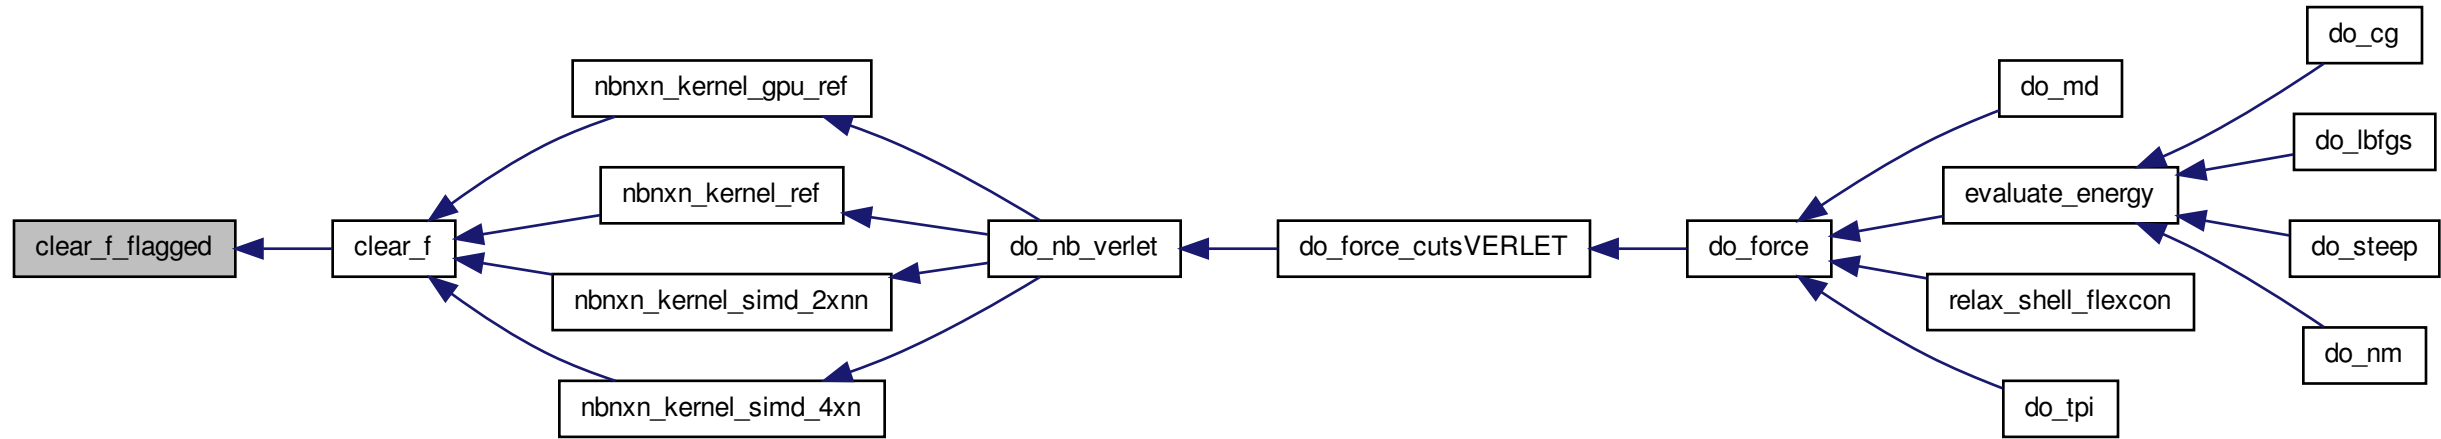 clear_f_flagged
clear_f
nbnxn_kernel_gpu_ref
nbnxn_kernel_ref
nbnxn_kernel_simd_2xnn
nbnxn_kernel_simd_4xn
do_nb_verlet
do_force_cutsVERLET
do_force
do_md
evaluate_energy
relax_shell_flexcon
do_tpi
do_cg
do_lbfgs
do_steep
do_nm